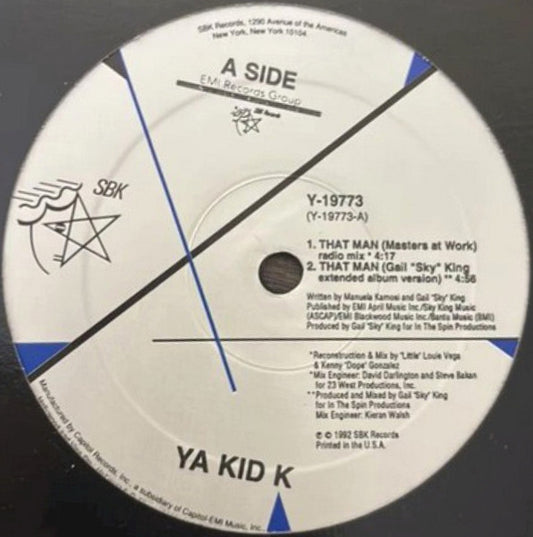 SBK Records, 1290 Avenue of the Americas
New York, New York 10104
A SIDE
EMI Records Group
SBK Records
SBK
Y-19773
(Y-19773-A)
1. THAT MAN (Masters at Work)
radio mix * 4:17
2. THAT MAN (Gail "Sky" King
extended album version) ** 4:56
Written by Manuela Kamosi and Gail 'Sky' King
Published by EMI April Music Inc./Sky King Music
(ASCAP)/EMI Blackwood Music Inc./Bantu Music (BMI)
Produced by Gail 'Sky' King for In The Spin Productions
*Reconstruction & Mix by 'Little' Louie Vega
& Kenny 'Dope' Gonzalez
*Mix Engineer: David Darlington and Steve Bakan
for 23 West Productions, Inc.
**Produced and Mixed by Gail 'Sky' King
for In The Spin Productions
Mix Engineer: Kieran Walsh
℗ © 1992 SBK Records
Printed in the U.S.A.
YA KID K
Manufactured by Capitol Records, Inc., a subsidiary of Capitol-EMI Music, Inc.